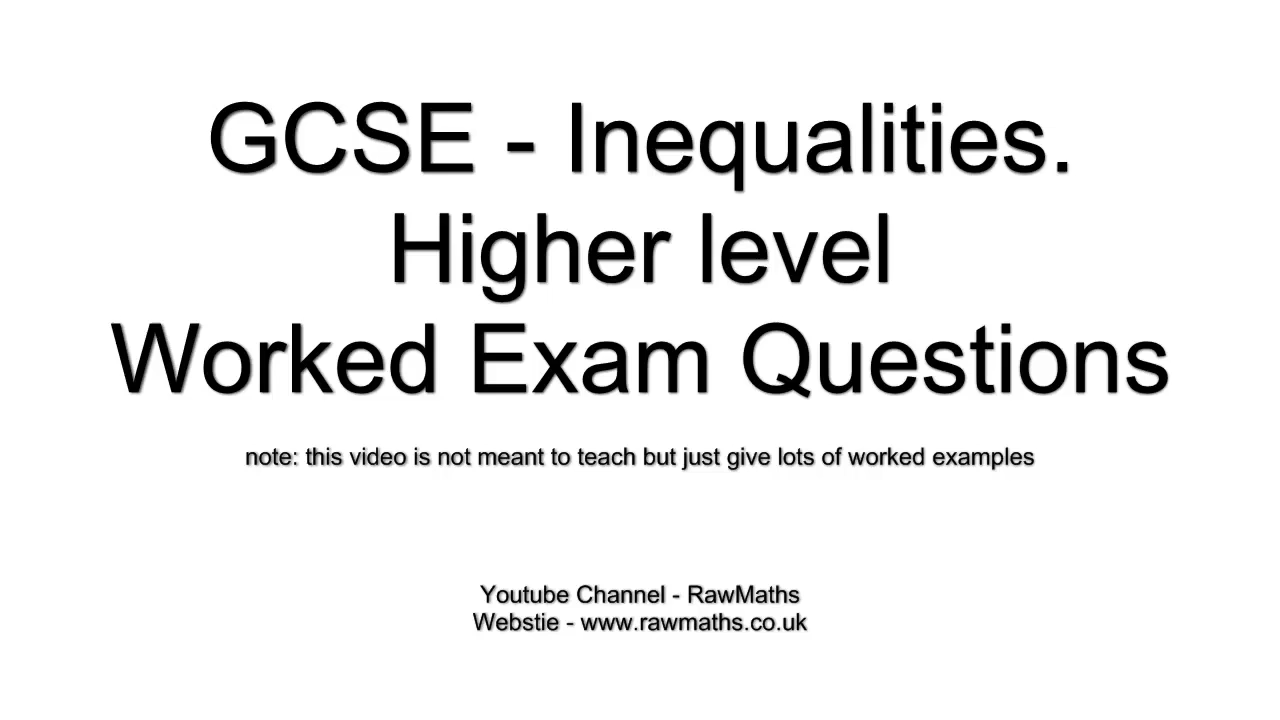 GCSE - Inequalities.
Higher level
Worked Exam Questions
note: this video is not meant to teach but just give lots of worked examples
Youtube Channel - RawMaths
Webstie - www.rawmaths.co.uk